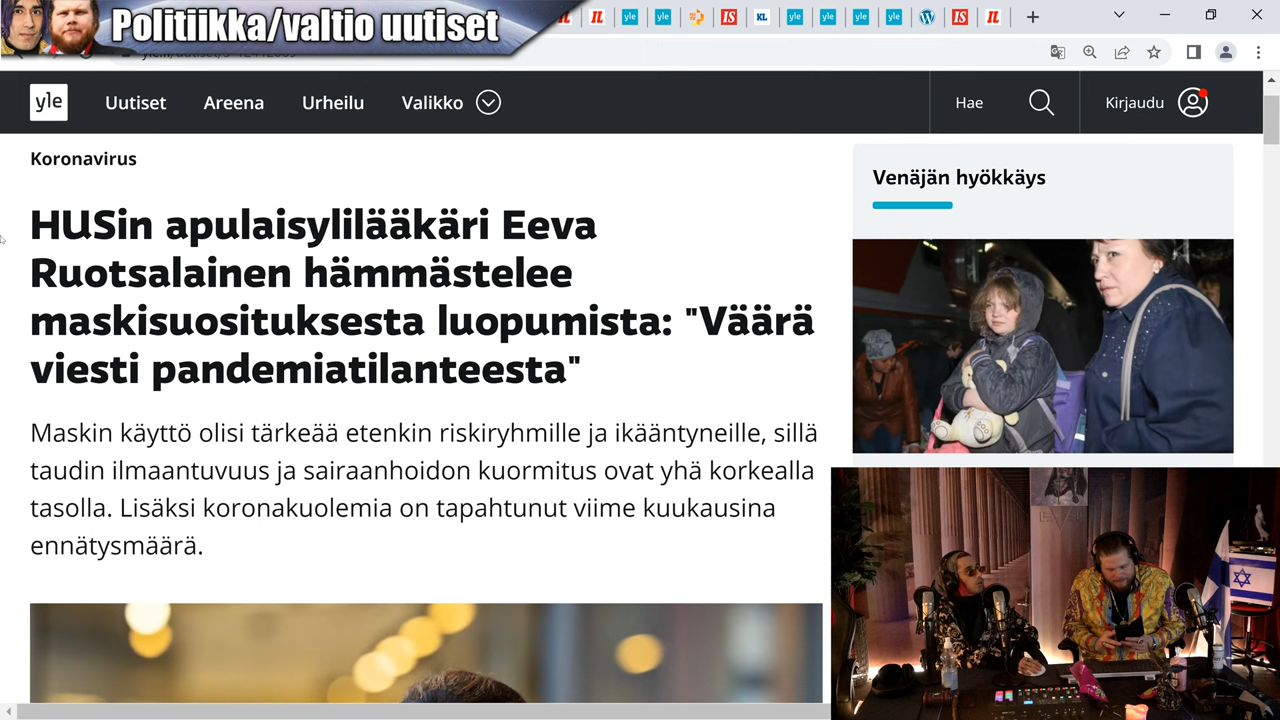 Politiikka/valtio uutiset
yle
Uutiset
Areena
Urheilu
Valikko
Hae
Kirjaudu
Koronavirus
HUSin apulaisylilääkäri Eeva
Ruotsalainen hämmästelee
maskisuosituksesta luopumista: "Väärä
viesti pandemiatilanteesta"
Maskin käyttö olisi tärkeää etenkin riskiryhmille ja ikääntyneille, sillä
taudin ilmaantuvuus ja sairaanhoidon kuormitus ovat yhä korkealla
tasolla. Lisäksi koronakuolemia on tapahtunut viime kuukausina
ennätysmäärä.
Venäjän hyökkäys